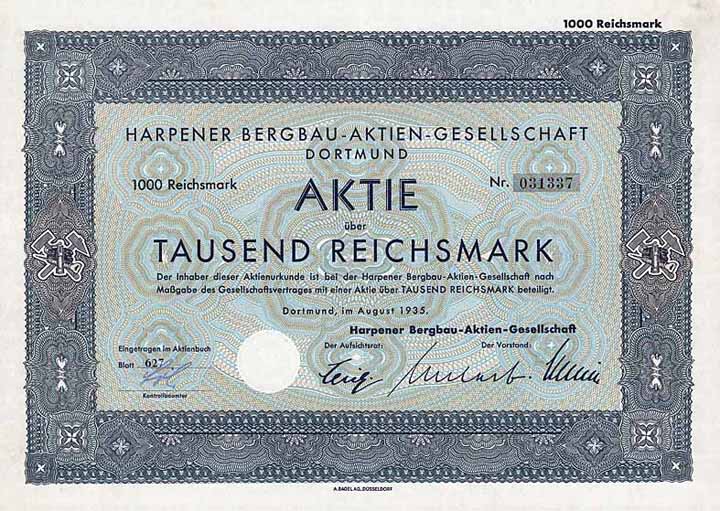 1000 Reichsmark
HARPENER BERGBAU-AKTIEN-GESELLSCHAFT
DORTMUND
1000 Reichsmark
Nr. 031337
AKTIE
über
TAUSEND REICHSMARK
Der Inhaber dieser Aktienurkunde ist bei der Harpener Bergbau-Aktien-Gesellschaft nach
Maßgabe des Gesellschaftsvertrages mit einer Aktie über TAUSEND REICHSMARK beteiligt.
Dortmund, im August 1935.
Harpener Bergbau-Aktien-Gesellschaft
Eingetragen im Aktienbuch
Der Aufsichtsrat:
Der Vorstand:
Blatt 627
Kontrollbeamter
A. BAGEL AG., DÜSSELDORF